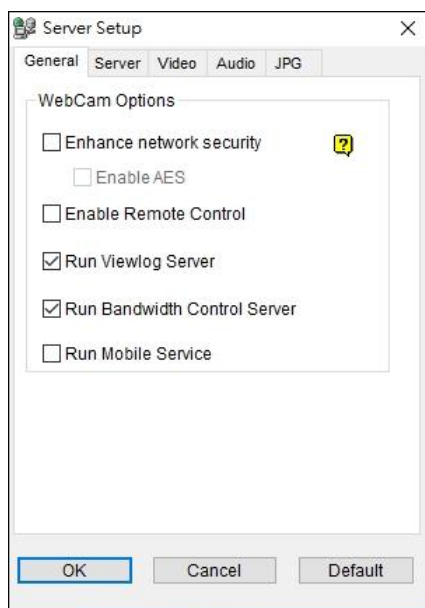 Server Setup
General Server Video Audio JPG
WebCam Options
Enhance network security
Enable AES
Enable Remote Control
Run Viewlog Server
Run Bandwidth Control Server
Run Mobile Service
OK Cancel Default